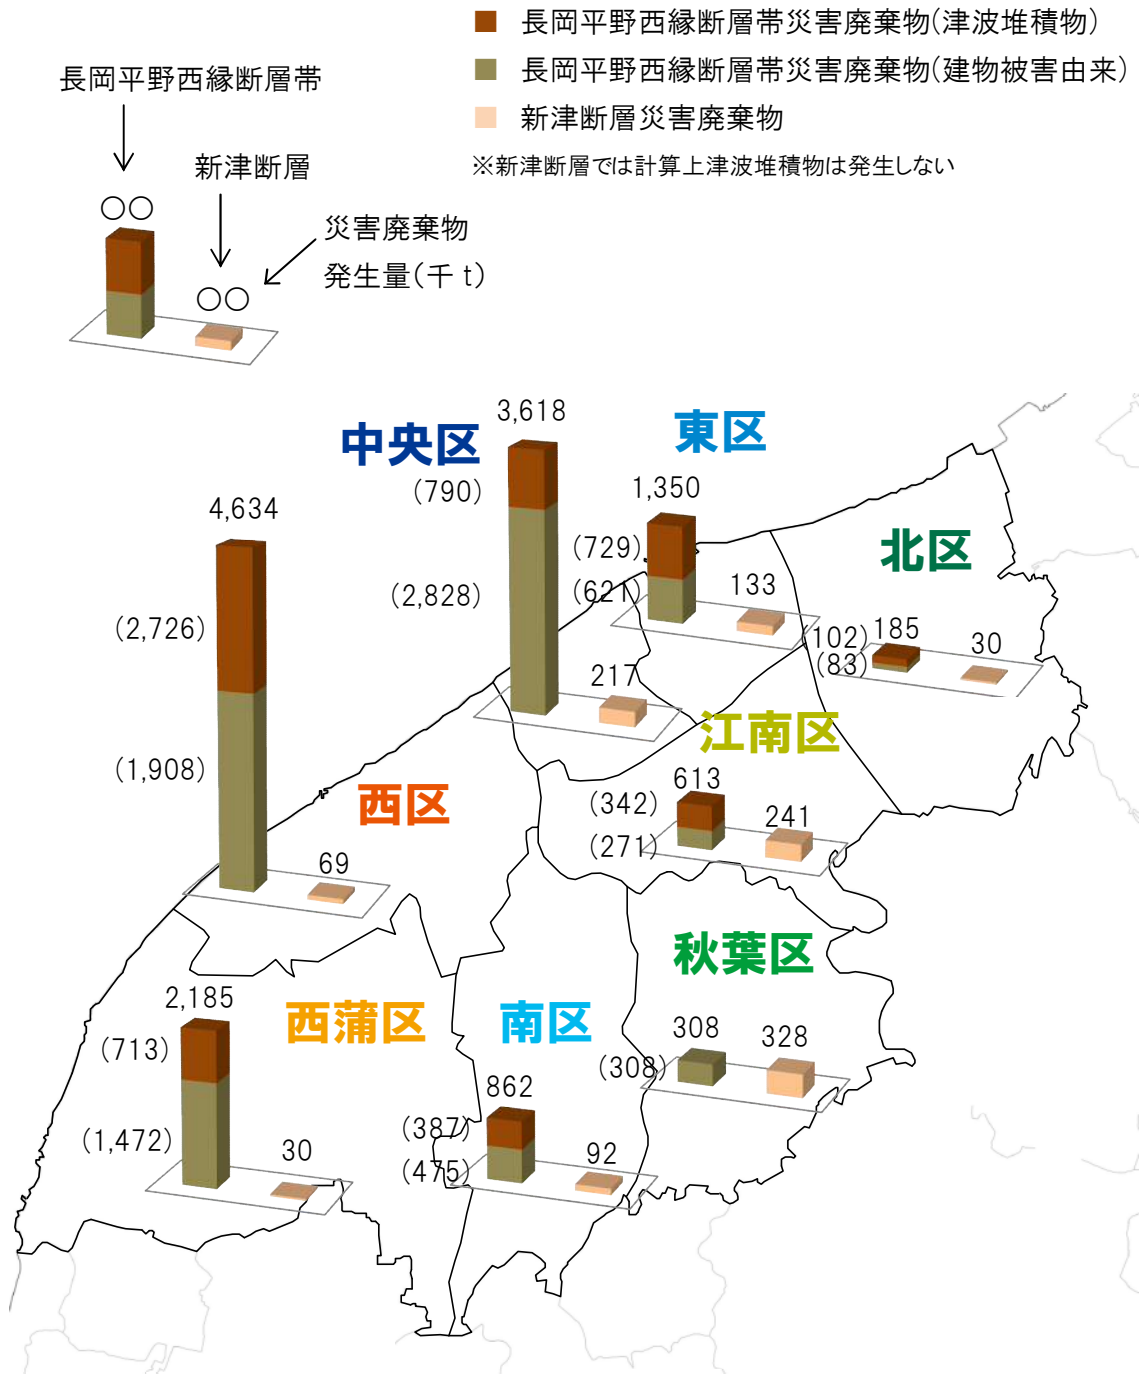 長岡平野西縁断層帯災害廃棄物(津波堆積物)
長岡平野西縁断層帯災害廃棄物(建物被害由来)
新津断層災害廃棄物
※新津断層では計算上津波堆積物は発生しない
長岡平野西縁断層帯
新津断層
災害廃棄物
発生量(千t)
○○
○○
中央区
3,618
(790)
(2,828)
217
東区
1,350
(729)
(621)
133
北区
(102)
185
(83)
30
4,634
(2,726)
(1,908)
西区
69
江南区
613
(342)
(271)
241
秋葉区
308
(308)
328
西蒲区
2,185
(713)
(1,472)
30
南区
862
(387)
(475)
92